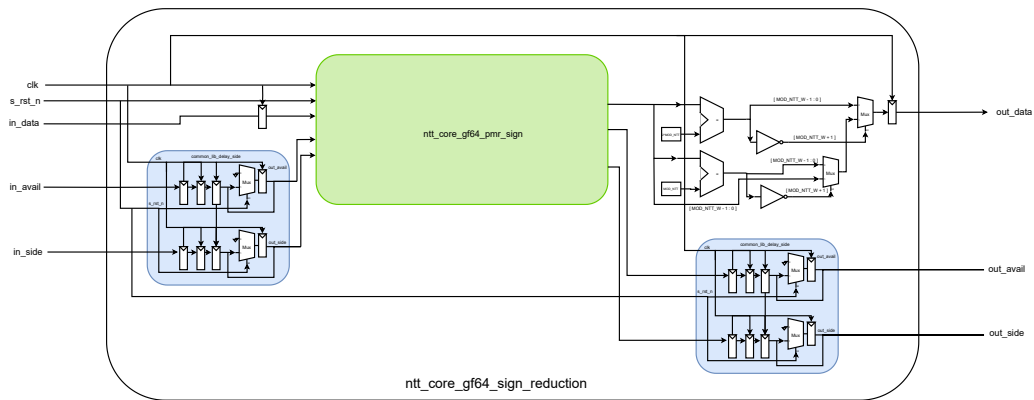 clk
s_rst_n
in_data
in_avail
in_side
ntt_core_gf64_pmr_sign
[ MOD_NTT_W - 1 : 0 ]
[ MOD_NTT_W + 1 ]
Mux
out_data
[ MOD_NTT_W - 1 : 0 ]
[ MOD_NTT_W + 1 ]
Mux
MOD_NTT
[ MOD_NTT_W - 1 : 0 ]
common_lib_delay_side
clk
out_avail
Mux
s_rst_n
out_side
Mux
common_lib_delay_side
clk
out_avail
Mux
s_rst_n
out_side
Mux
out_avail
out_side
ntt_core_gf64_sign_reduction